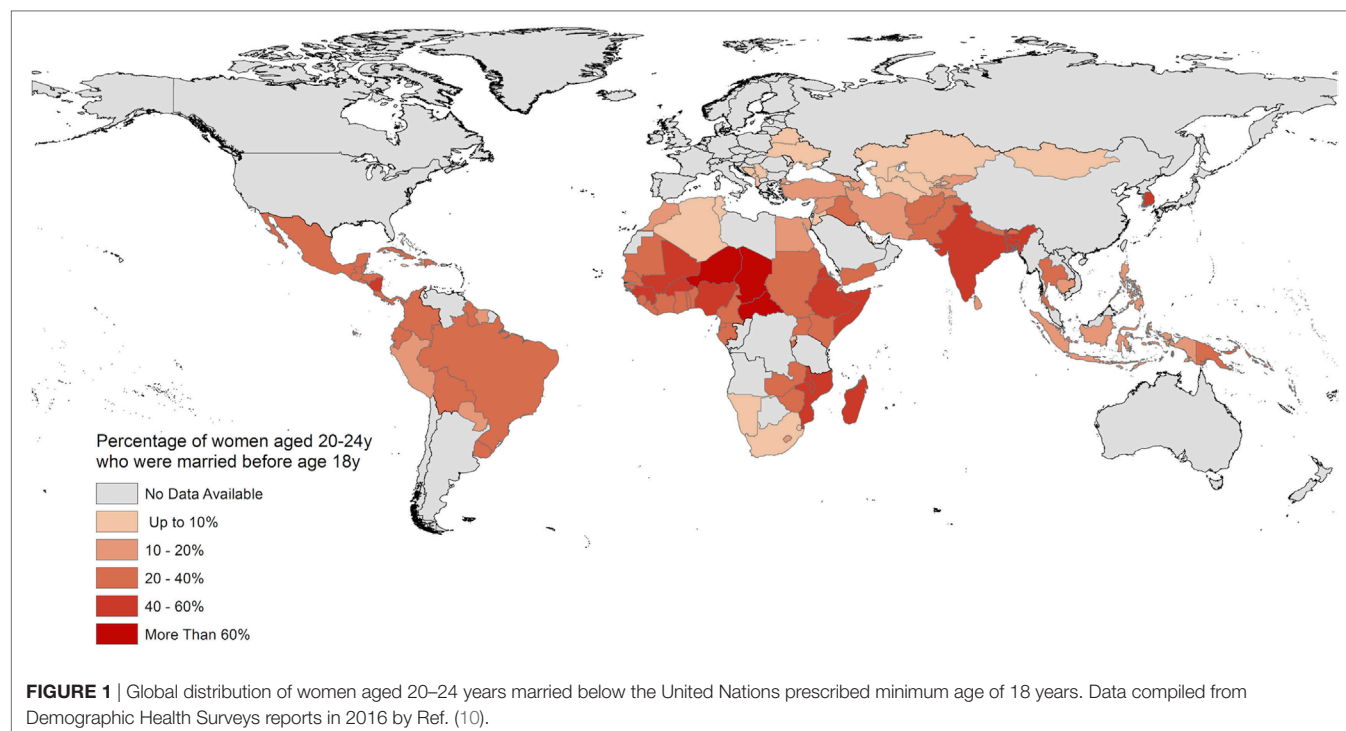 Percentage of women aged 20-24y
who were married before age 18y
No Data Available
Up to 10%
10 - 20%
20 - 40%
40 - 60%
More Than 60%
FIGURE 1 | Global distribution of women aged 20–24 years married below the United Nations prescribed minimum age of 18 years. Data compiled from
Demographic Health Surveys reports in 2016 by Ref. (10).